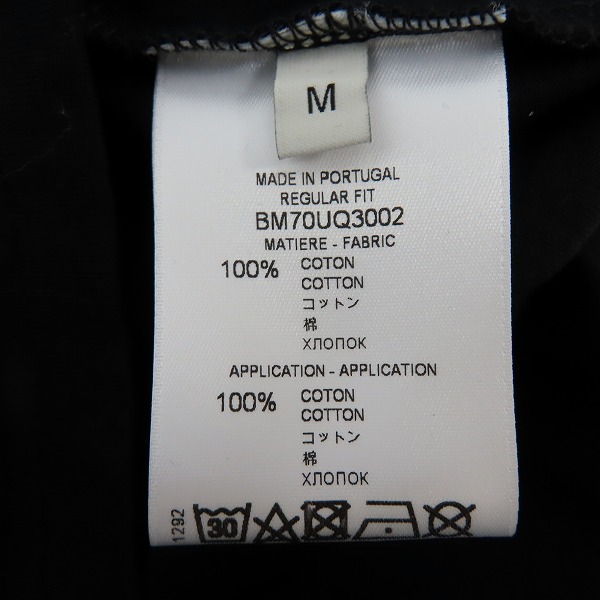 M
MADE IN PORTUGAL
REGULAR FIT
BM70UQ3002
MATIERE - FABRIC
100% COTON
COTTON
コットン
棉
ХЛОПОК
APPLICATION - APPLICATION
100% COTON
COTTON
コットン
棉
ХЛОПОК
1292
30